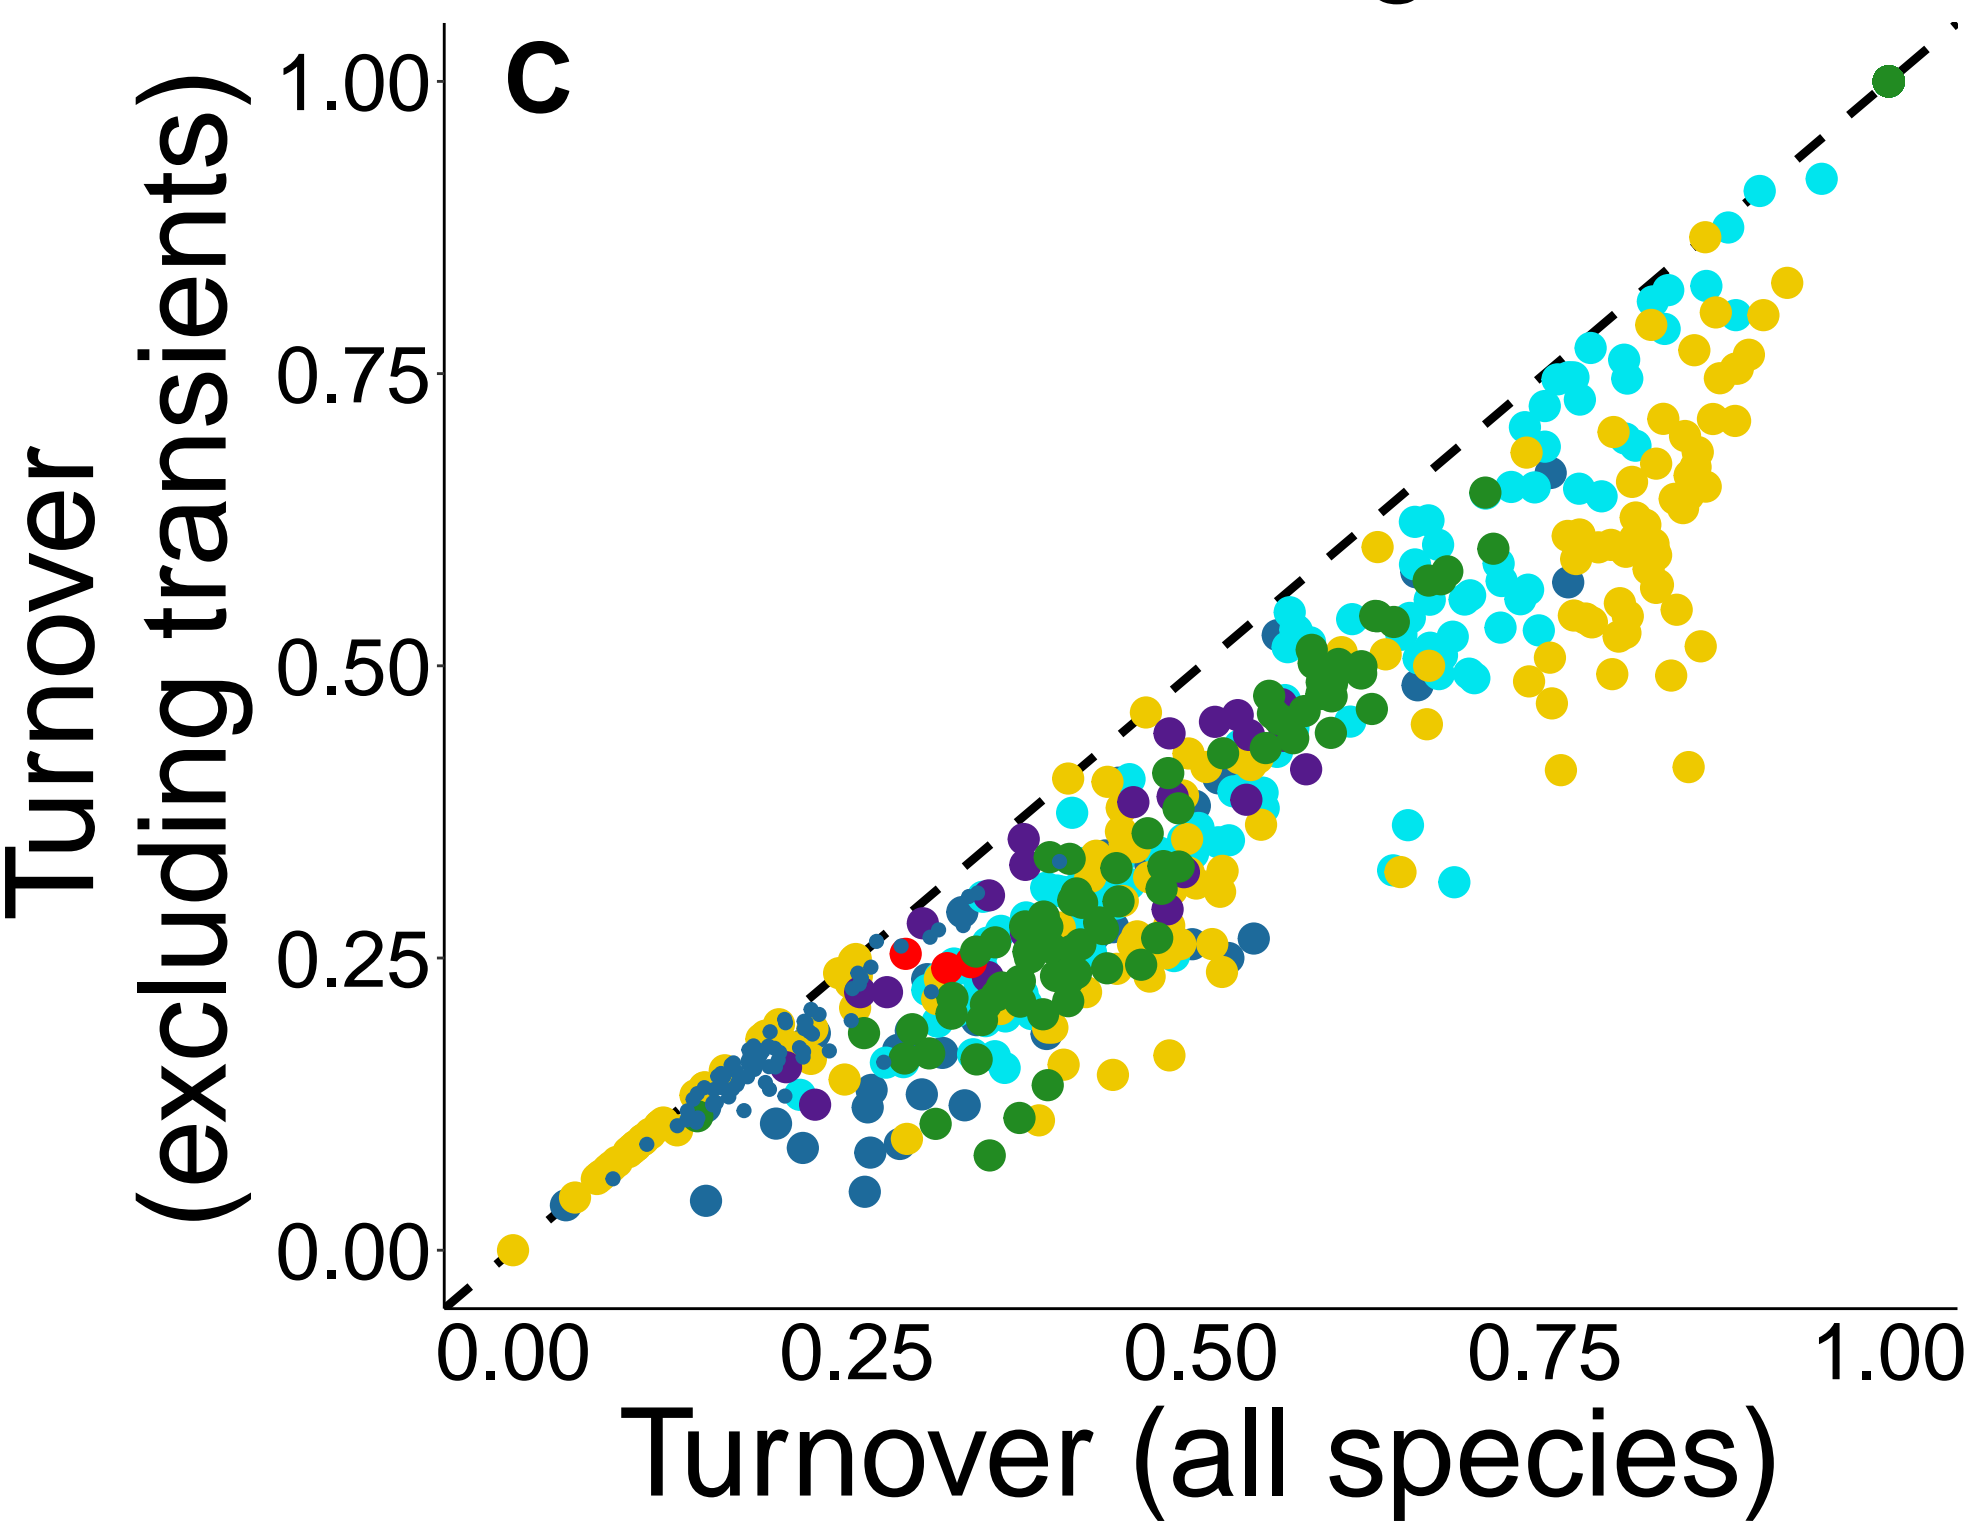 C
Turnover
(excluding transients)
1.00
0.75
0.50
0.25
0.00
0.00 0.25 0.50 0.75 1.00
Turnover (all species)